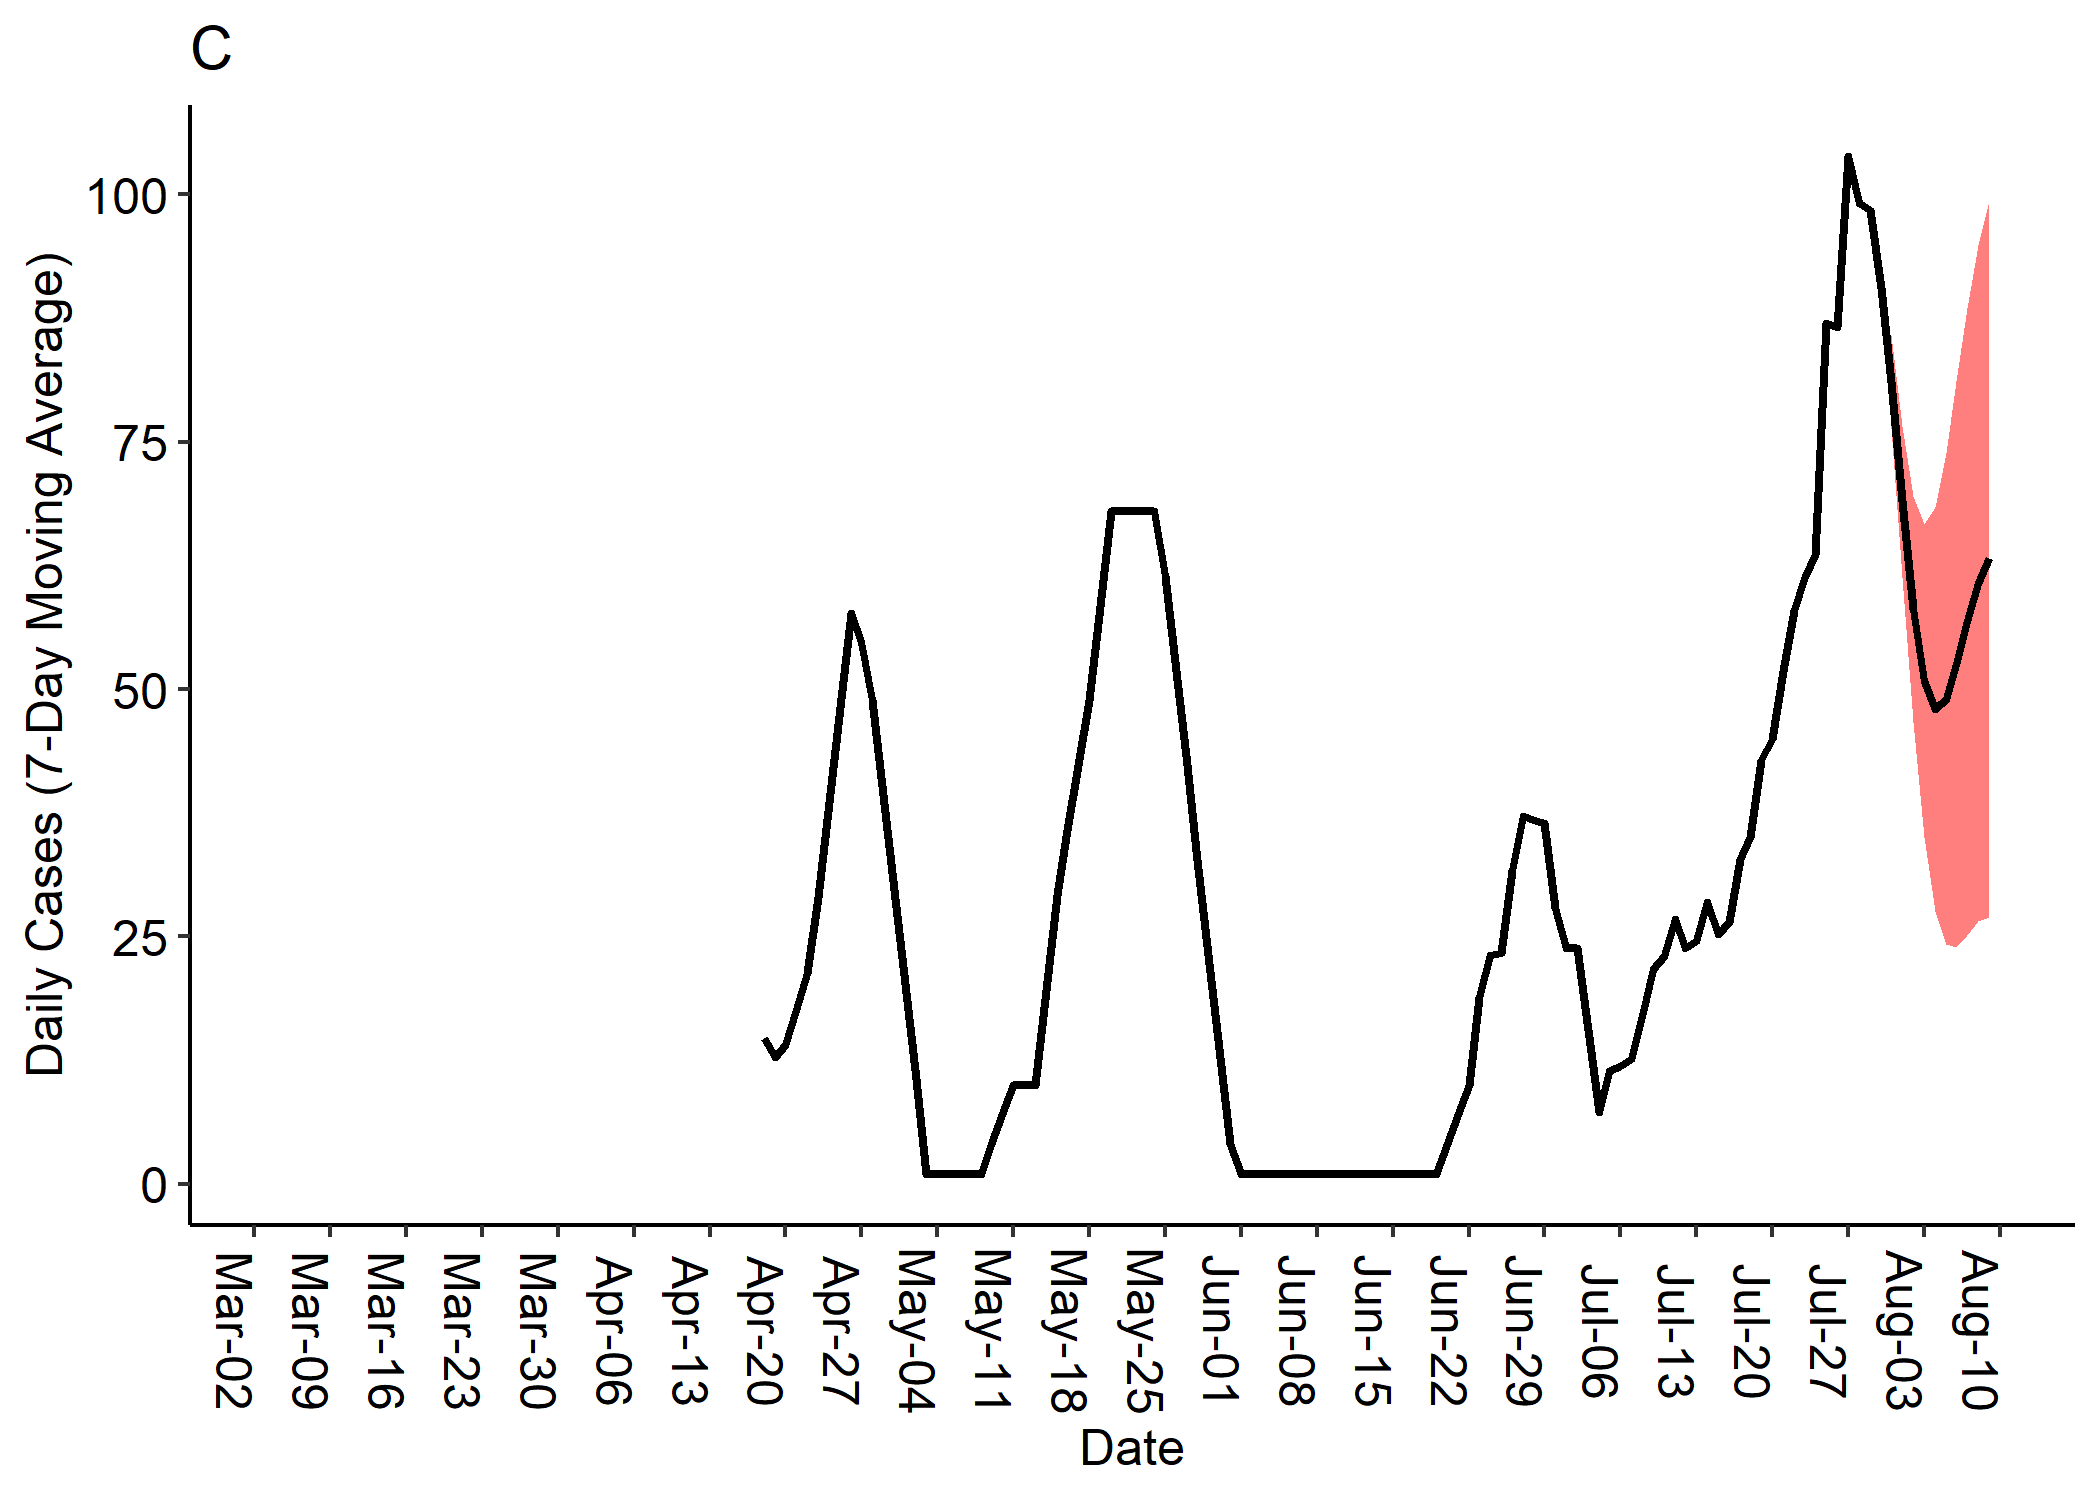 C
Daily Cases (7-Day Moving Average)
100
75
50
25
0
Mar-02
Mar-09
Mar-16
Mar-23
Mar-30
Apr-06
Apr-13
Apr-20
Apr-27
May-04
May-11
May-18
May-25
Jun-01
Jun-08
Jun-15
Jun-22
Jun-29
Jul-06
Jul-13
Jul-20
Jul-27
Aug-03
Aug-10
Date